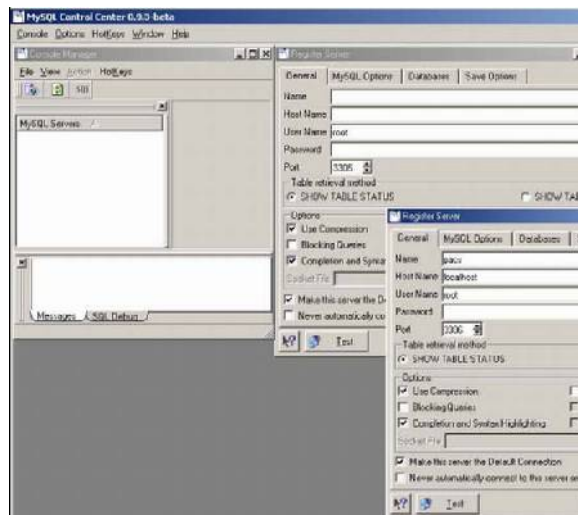 MySQL Control Center 0.9.3-beta
Console Options HotKeys Window Help
Console Manager
File View Action HotKeys
SQL
MySQL Servers
Messages SQL Debug
Register Server
General MySQL Options Databases Save Options
Name
Host Name
User Name root
Password
Port 3306
Table retrieval method
SHOW TABLE STATUS SHOW TAB
Options
Use Compression
Blocking Queries
Completion and Syntax
Socket File
Make this server the De
Never automatically co
Test
Register Server
General MySQL Options Databases
Name pacs
Host Name localhost
User Name root
Password
Port 3306
Table retrieval method
SHOW TABLE STATUS
Options
Use Compression
Blocking Queries
Completion and Syntax Highlighting
Socket File
Make this server the Default Connection
Never automatically connect to this server
Test